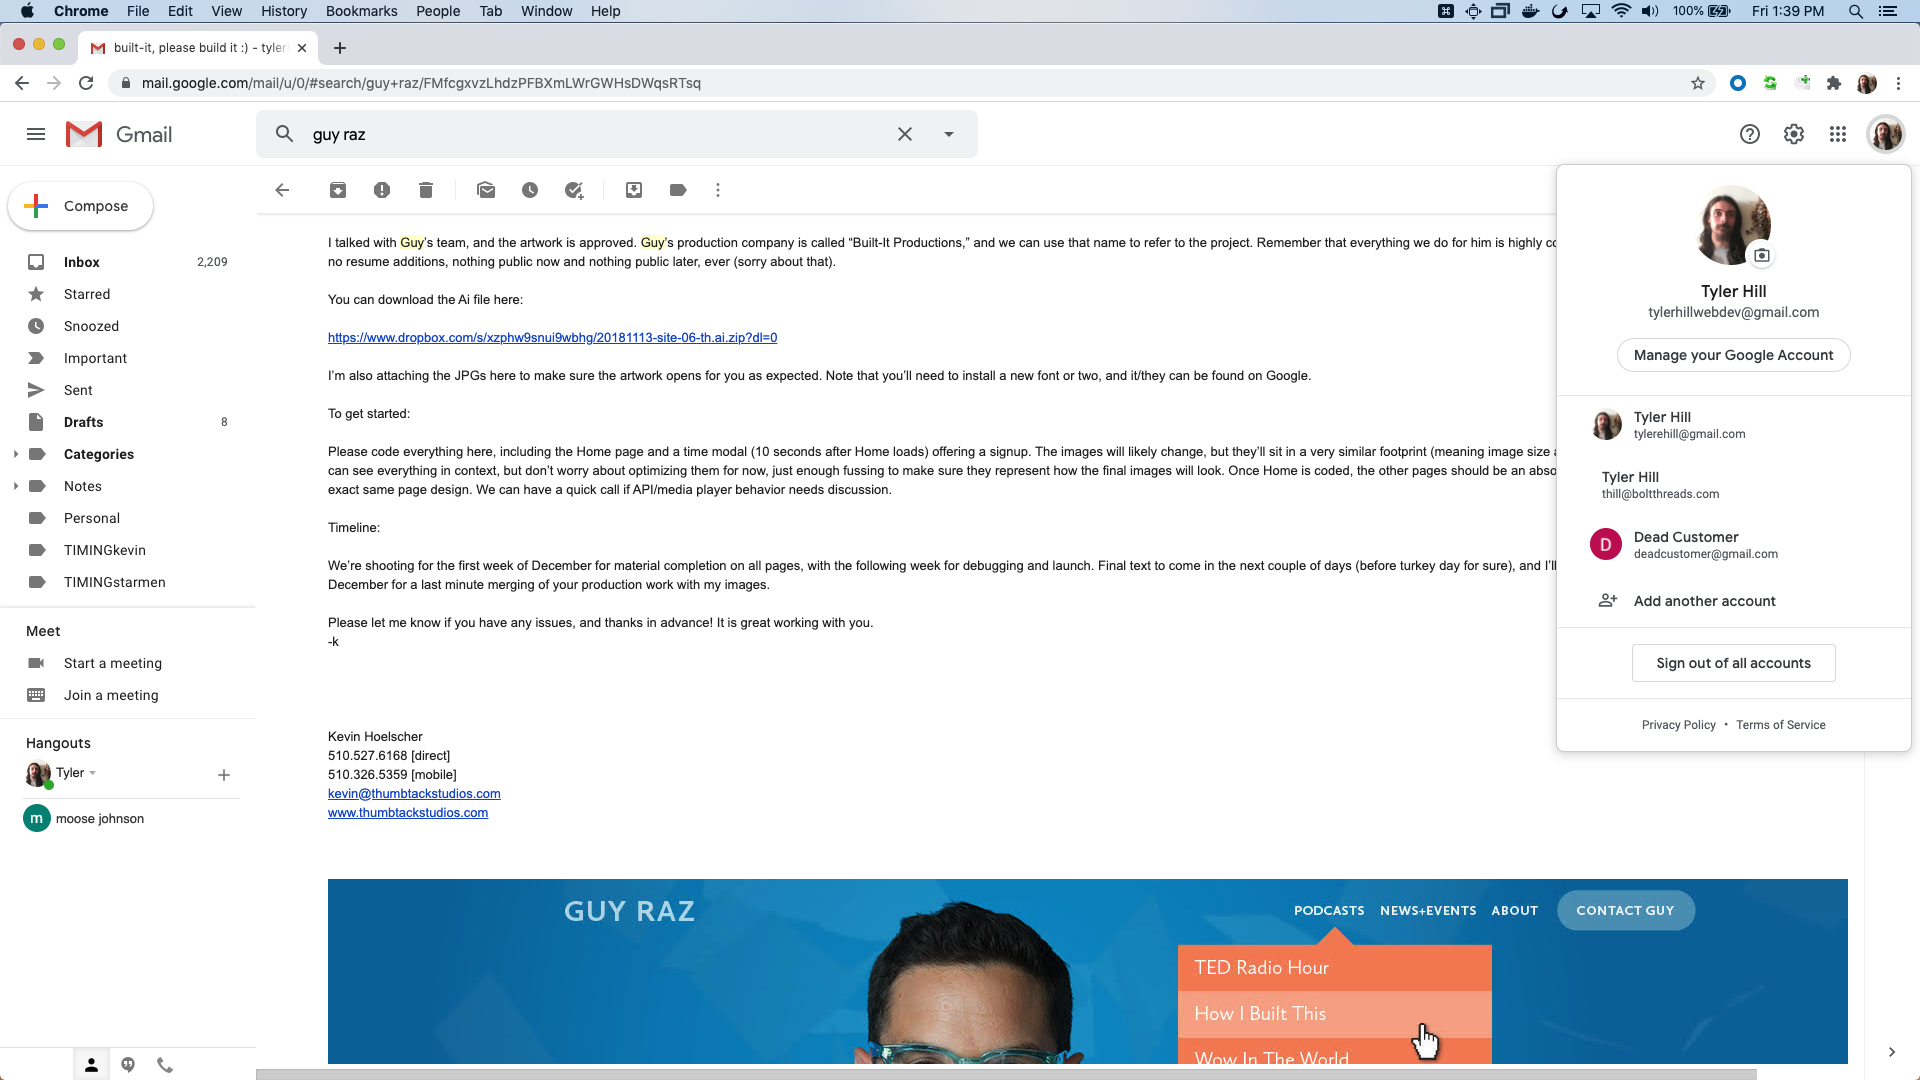 Chrome File Edit View History Bookmarks People Tab Window Help 100% Fri 1:39 PM
built-it, please build it :) - tyler
mail.google.com/mail/u/0/#search/guy+raz/FMfcgxvzLhdzPFBXmLWrGWHsDWqsRTsq
Gmail
guy raz
Compose
Inbox 2,209
Starred
Snoozed
Important
Sent
Drafts 8
Categories
Notes
Personal
TIMINGkevin
TIMINGstarmen
Meet
Start a meeting
Join a meeting
Hangouts
Tyler
m moose johnson
I talked with Guy's team, and the artwork is approved. Guy's production company is called “Built-It Productions,” and we can use that name to refer to the project. Remember that everything we do for him is highly co
no resume additions, nothing public now and nothing public later, ever (sorry about that).
You can download the Ai file here:
https://www.dropbox.com/s/xzphw9snui9wbhg/20181113-site-06-th.ai.zip?dl=0
I'm also attaching the JPGs here to make sure the artwork opens for you as expected. Note that you'll need to install a new font or two, and it/they can be found on Google.
To get started:
Please code everything here, including the Home page and a time modal (10 seconds after Home loads) offering a signup. The images will likely change, but they'll sit in a very similar footprint (meaning image size
can see everything in context, but don't worry about optimizing them for now, just enough fussing to make sure they represent how the final images will look. Once Home is coded, the other pages should be an abso
exact same page design. We can have a quick call if API/media player behavior needs discussion.
Timeline:
We're shooting for the first week of December for material completion on all pages, with the following week for debugging and launch. Final text to come in the next couple of days (before turkey day for sure), and I'll
December for a last minute merging of your production work with my images.
Please let me know if you have any issues, and thanks in advance! It is great working with you.
-k
Kevin Hoelscher
510.527.6168 [direct]
510.326.5359 [mobile]
kevin@thumbtackstudios.com
www.thumbtackstudios.com
GUY RAZ
PODCASTS NEWS+EVENTS ABOUT CONTACT GUY
TED Radio Hour
How I Built This
Wow In The World
Tyler Hill
tylerhillwebdev@gmail.com
Manage your Google Account
Tyler Hill
tylerehill@gmail.com
Tyler Hill
thill@boltthreads.com
D
Dead Customer
deadcustomer@gmail.com
Add another account
Sign out of all accounts
Privacy Policy • Terms of Service